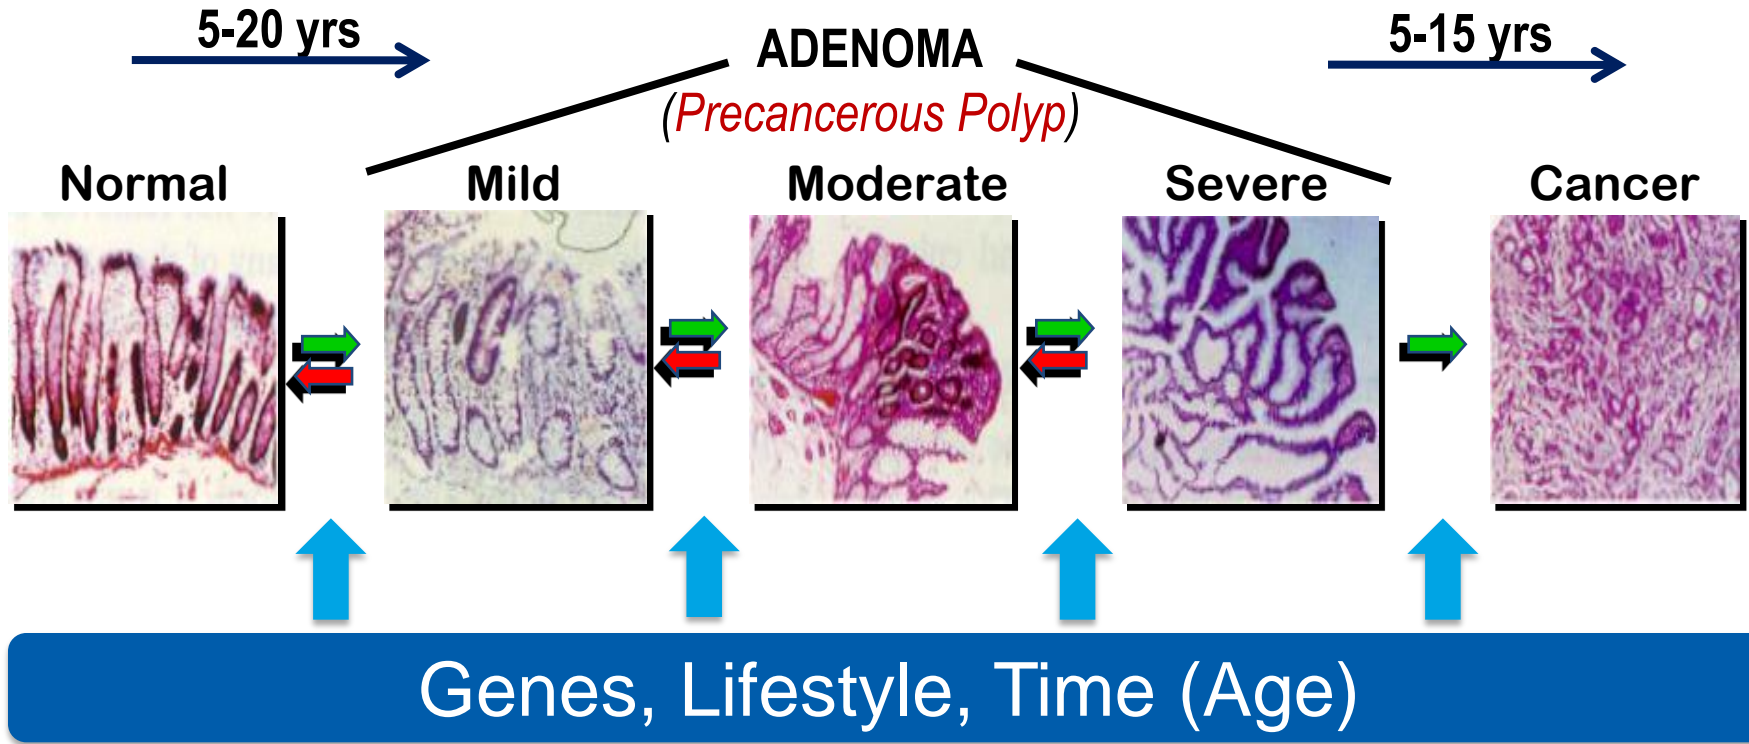 5-20 yrs
ADENOMA
5-15 yrs
(Precancerous Polyp)
Normal
Mild
Moderate
Severe
Cancer
Genes, Lifestyle, Time (Age)